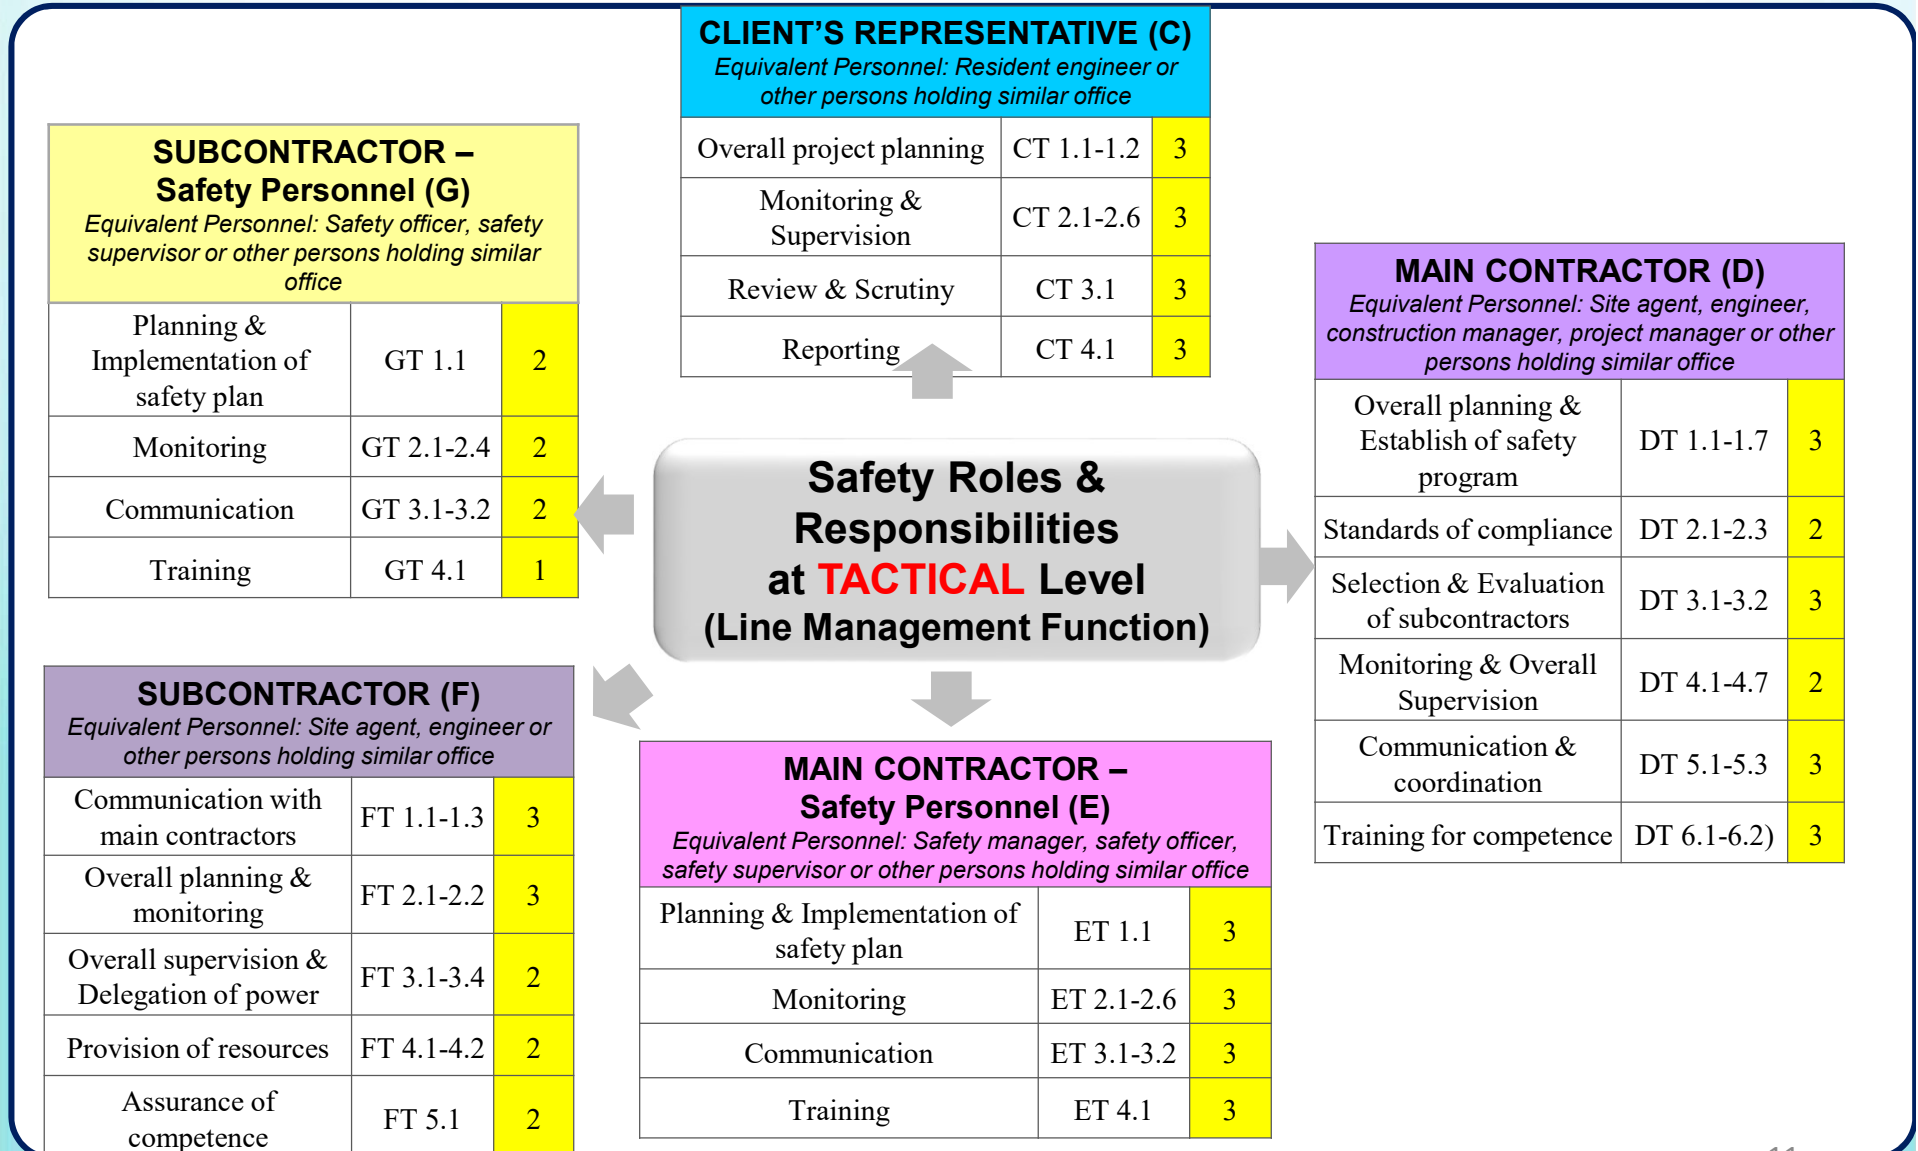 CLIENT’S REPRESENTATIVE (C)
Equivalent Personnel: Resident engineer or
other persons holding similar office
Overall project planning CT 1.1-1.2 3
Monitoring &
Supervision
CT 2.1-2.6 3
Review & Scrutiny CT 3.1 3
Reporting CT 4.1 3
SUBCONTRACTOR –
Safety Personnel (G)
Equivalent Personnel: Safety officer, safety
supervisor or other persons holding similar
office
Planning &
Implementation of
safety plan
GT 1.1 2
Monitoring GT 2.1-2.4 2
Communication GT 3.1-3.2 2
Training GT 4.1 1
MAIN CONTRACTOR (D)
Equivalent Personnel: Site agent, engineer,
construction manager, project manager or other
persons holding similar office
Overall planning &
Establish of safety
program
DT 1.1-1.7 3
Standards of compliance DT 2.1-2.3 2
Selection & Evaluation
of subcontractors
DT 3.1-3.2 3
Monitoring & Overall
Supervision
DT 4.1-4.7 2
Communication &
coordination
DT 5.1-5.3 3
Training for competence DT 6.1-6.2) 3
Safety Roles &
Responsibilities
at TACTICAL Level
(Line Management Function)
SUBCONTRACTOR (F)
Equivalent Personnel: Site agent, engineer or
other persons holding similar office
Communication with
main contractors
FT 1.1-1.3 3
Overall planning &
monitoring
FT 2.1-2.2 3
Overall supervision &
Delegation of power
FT 3.1-3.4 2
Provision of resources FT 4.1-4.2 2
Assurance of
competence
FT 5.1 2
MAIN CONTRACTOR –
Safety Personnel (E)
Equivalent Personnel: Safety manager, safety officer,
safety supervisor or other persons holding similar office
Planning & Implementation of
safety plan
ET 1.1 3
Monitoring ET 2.1-2.6 3
Communication ET 3.1-3.2 3
Training ET 4.1 3